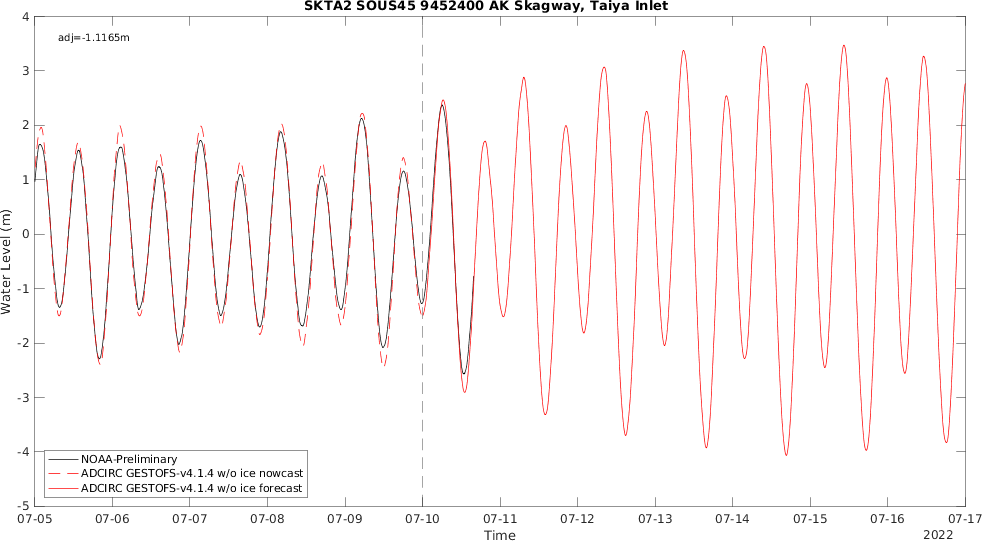 SKTA2 SOUS45 9452400 AK Skagway, Taiya Inlet
adj=-1.1165m
4
3
2
1
0
-1
-2
-3
-4
-5
Water Level (m)
NOAA-Preliminary
ADCIRC GESTOFS-v4.1.4 w/o ice nowcast
ADCIRC GESTOFS-v4.1.4 w/o ice forecast
07-05 07-06 07-07 07-08 07-09 07-10 07-11 07-12 07-13 07-14 07-15 07-16 07-17
Time
2022